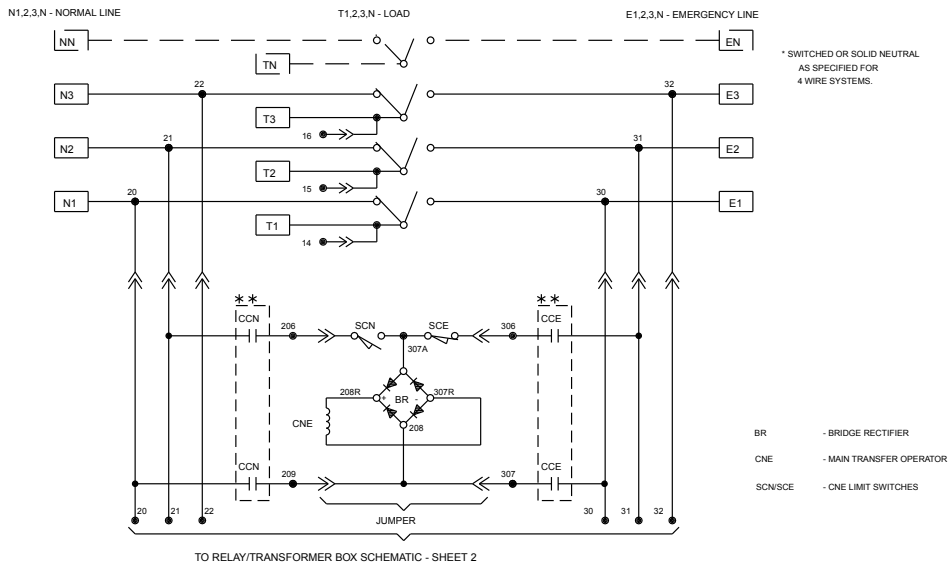 N1,2,3,N - NORMAL LINE
T1,2,3,N - LOAD
E1,2,3,N - EMERGENCY LINE
NN
EN
TN
* SWITCHED OR SOLID NEUTRAL
AS SPECIFIED FOR
4 WIRE SYSTEMS.
N3
22
32
E3
T3
16
N2
21
31
E2
T2
15
N1
20
30
E1
T1
14
* *
* *
CCN
206
SCN
SCE
306
CCE
307A
208R
+ BR -
307R
CNE
208
BR - BRIDGE RECTIFIER
CNE - MAIN TRANSFER OPERATOR
SCN/SCE - CNE LIMIT SWITCHES
CCN
209
307
CCE
20
21
22
JUMPER
30
31
32
TO RELAY/TRANSFORMER BOX SCHEMATIC - SHEET 2